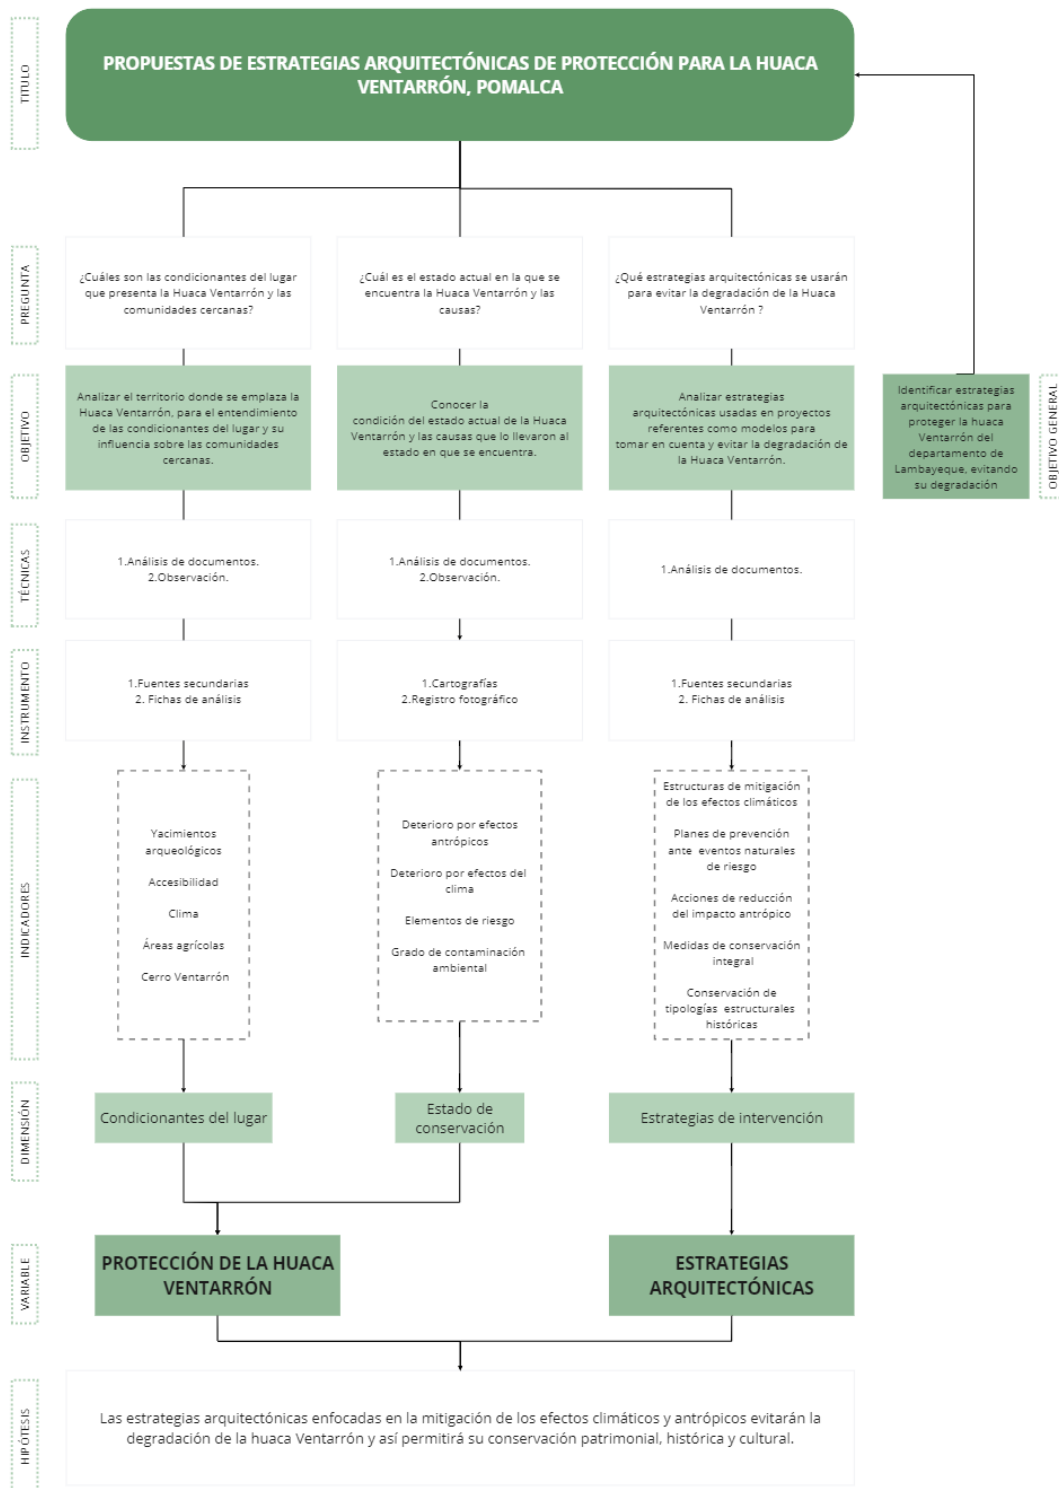 TITULO
PROPUESTAS DE ESTRATEGIAS ARQUITECTÓNICAS DE PROTECCIÓN PARA LA HUACA
VENTARRÓN, POMALCA
PREGUNTA
¿Cuáles son las condicionantes del lugar
que presenta la Huaca Ventarrón y las
comunidades cercanas?
¿Cuál es el estado actual en la que se
encuentra la Huaca Ventarrón y las
causas?
¿Qué estrategias arquitectónicas se usarán
para evitar la degradación de la Huaca
Ventarrón ?
OBJETIVO
Analizar el territorio donde se emplaza la
Huaca Ventarrón, para el entendimiento
de las condicionantes del lugar y su
influencia sobre las comunidades
cercanas.
Conocer la
condición del estado actual de la Huaca
Ventarrón y las causas que lo llevaron al
estado en que se encuentra.
Analizar estrategias
arquitectónicas usadas en proyectos
referentes como modelos para
tomar en cuenta y evitar la degradación de
la Huaca Ventarrón.
Identificar estrategias
arquitectónicas para
proteger la huaca
Ventarrón del
departamento de
Lambayeque, evitando
su degradación
OBJETIVO GENERAL
TÉCNICAS
1.Análisis de documentos.
2.Observación.
1.Análisis de documentos.
2.Observación.
1.Análisis de documentos.
INSTRUMENTO
1.Fuentes secundarias
2. Fichas de análisis
1.Cartografías
2.Registro fotográfico
1.Fuentes secundarias
2. Fichas de análisis
INDICADORES
Yacimientos
arqueológicos
Accesibilidad
Clima
Áreas agrícolas
Cerro Ventarrón
Deterioro por efectos
antrópicos
Deterioro por efectos del
clima
Elementos de riesgo
Grado de contaminación
ambiental
Estructuras de mitigación
de los efectos climáticos
Planes de prevención
ante eventos naturales
de riesgo
Acciones de reducción
del impacto antrópico
Medidas de conservación
integral
Conservación de
tipologías estructurales
históricas
DIMENSIÓN
Condicionantes del lugar
Estado de
conservación
Estrategias de intervención
VARIABLE
PROTECCIÓN DE LA HUACA
VENTARRÓN
ESTRATEGIAS
ARQUITECTÓNICAS
HIPÓTESIS
Las estrategias arquitectónicas enfocadas en la mitigación de los efectos climáticos y antrópicos evitarán la
degradación de la huaca Ventarrón y así permitirá su conservación patrimonial, histórica y cultural.